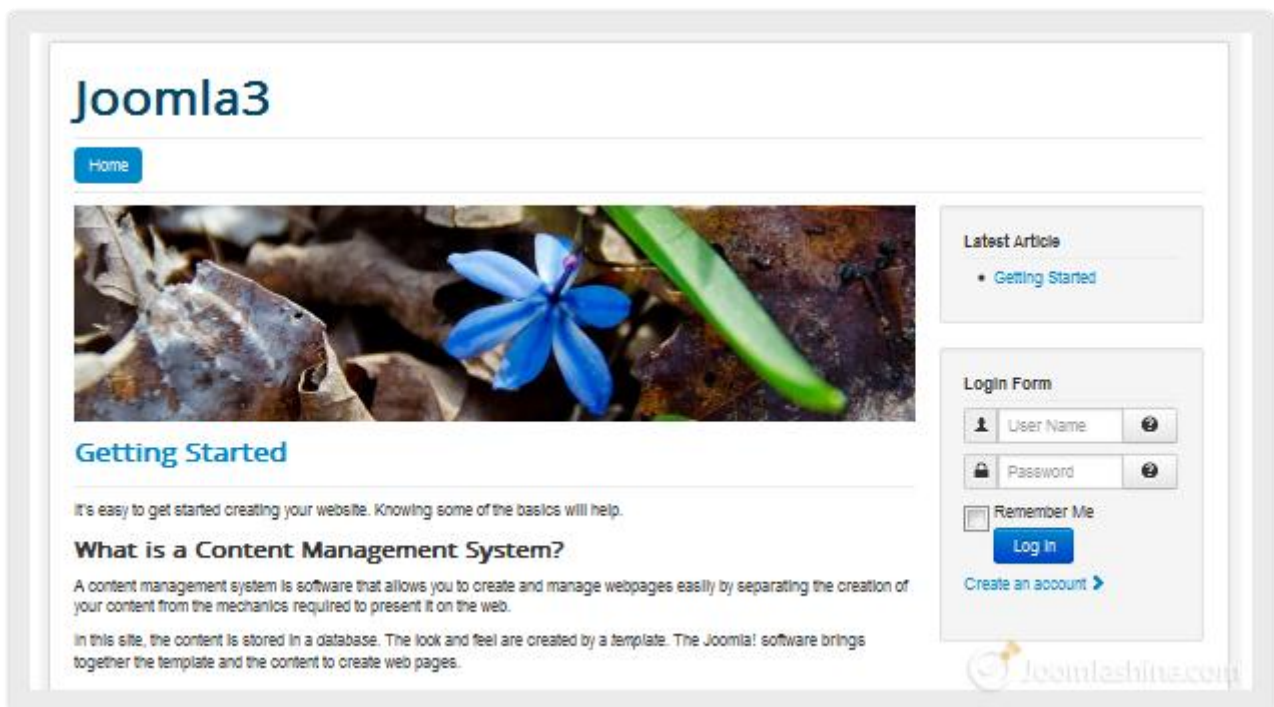 Joomla3
Home
Getting Started
It's easy to get started creating your website. Knowing some of the basics will help.
What is a Content Management System?
A content management system is software that allows you to create and manage webpages easily by separating the creation of
your content from the mechanics required to present it on the web.
In this site, the content is stored in a database. The look and feel are created by a template. The Joomla! software brings
together the template and the content to create web pages.
Latest Article
Getting Started
Login Form
User Name
Password
Remember Me
Log in
Create an account
Joomlashine.com